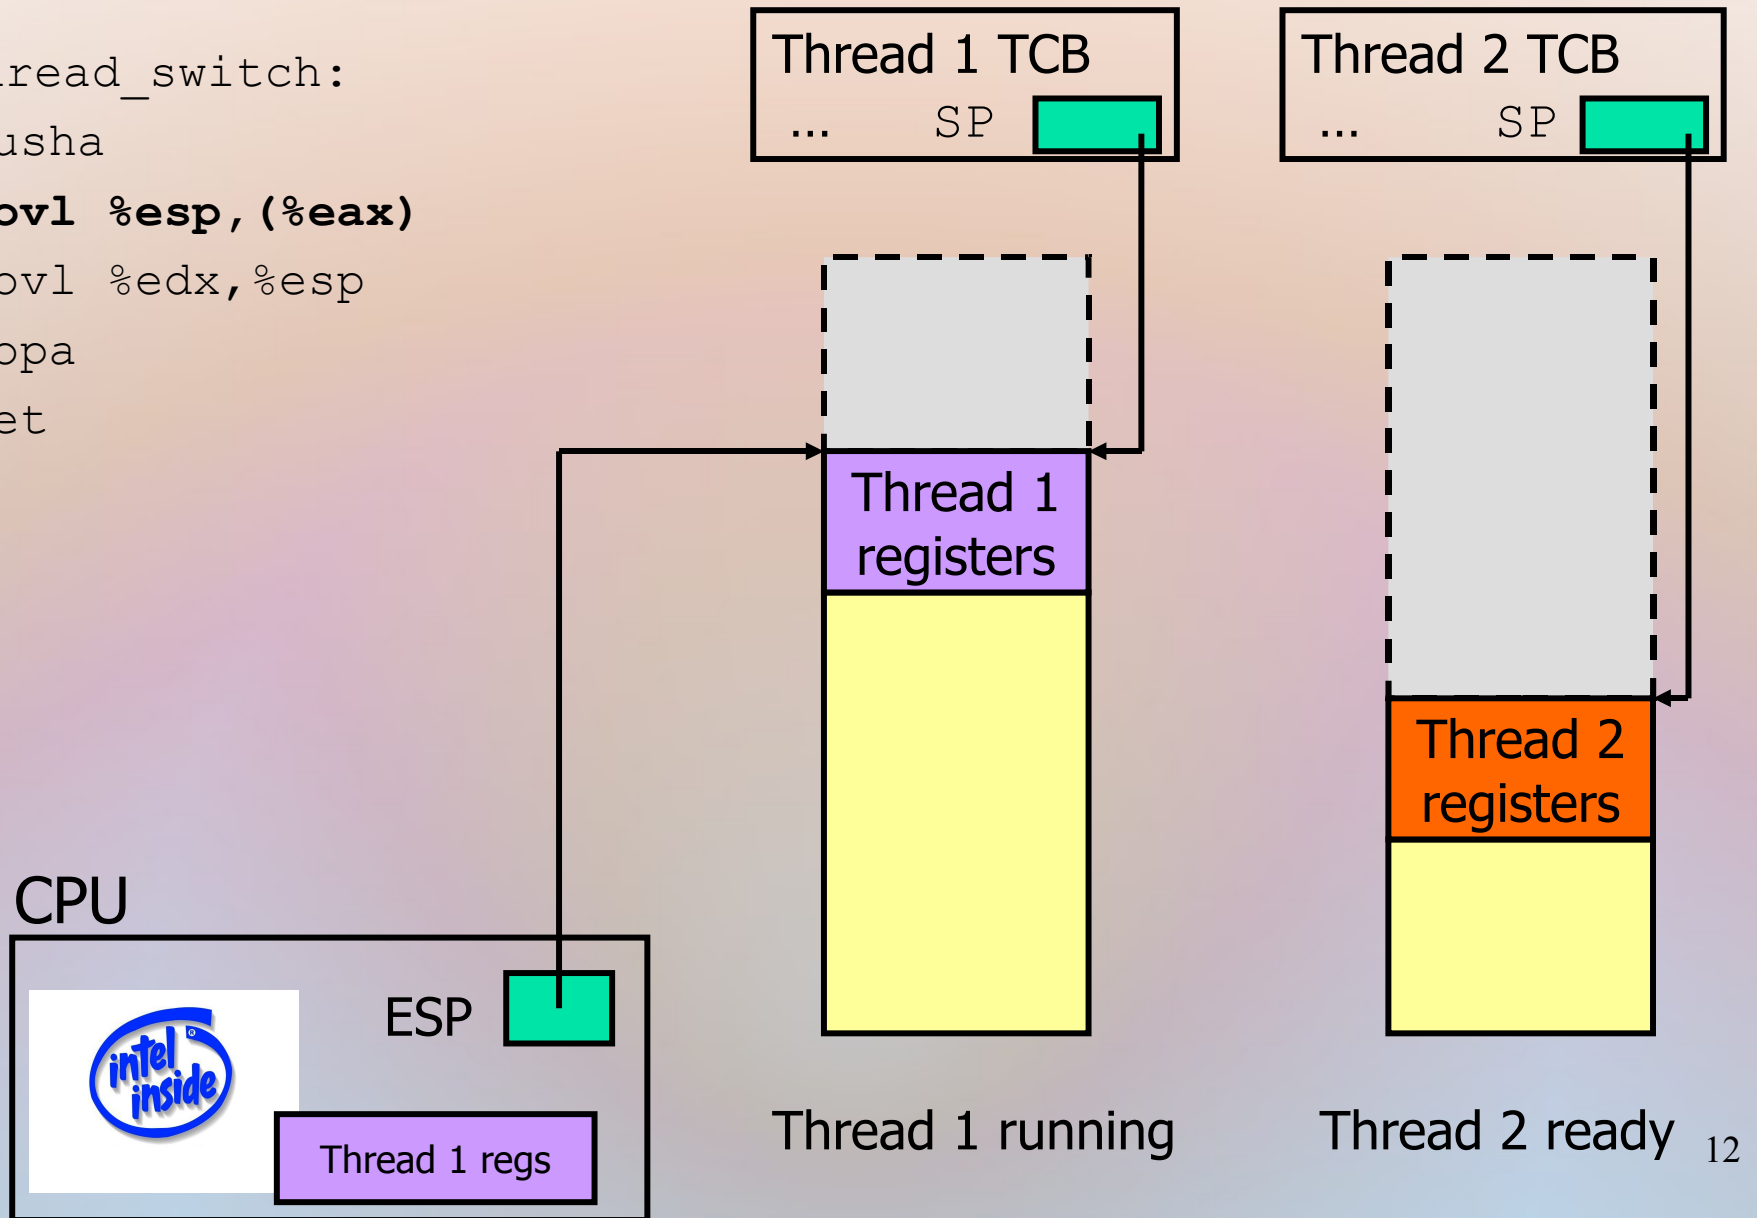 read_switch:
usha
ovl %esp,(%eax)
ovl %edx,%esp
opa
et
Thread 1 TCB
... SP
Thread 2 TCB
... SP
Thread 1
registers
Thread 2
registers
CPU
ESP
intel
inside
®
Thread 1 regs
Thread 1 running
Thread 2 ready
12